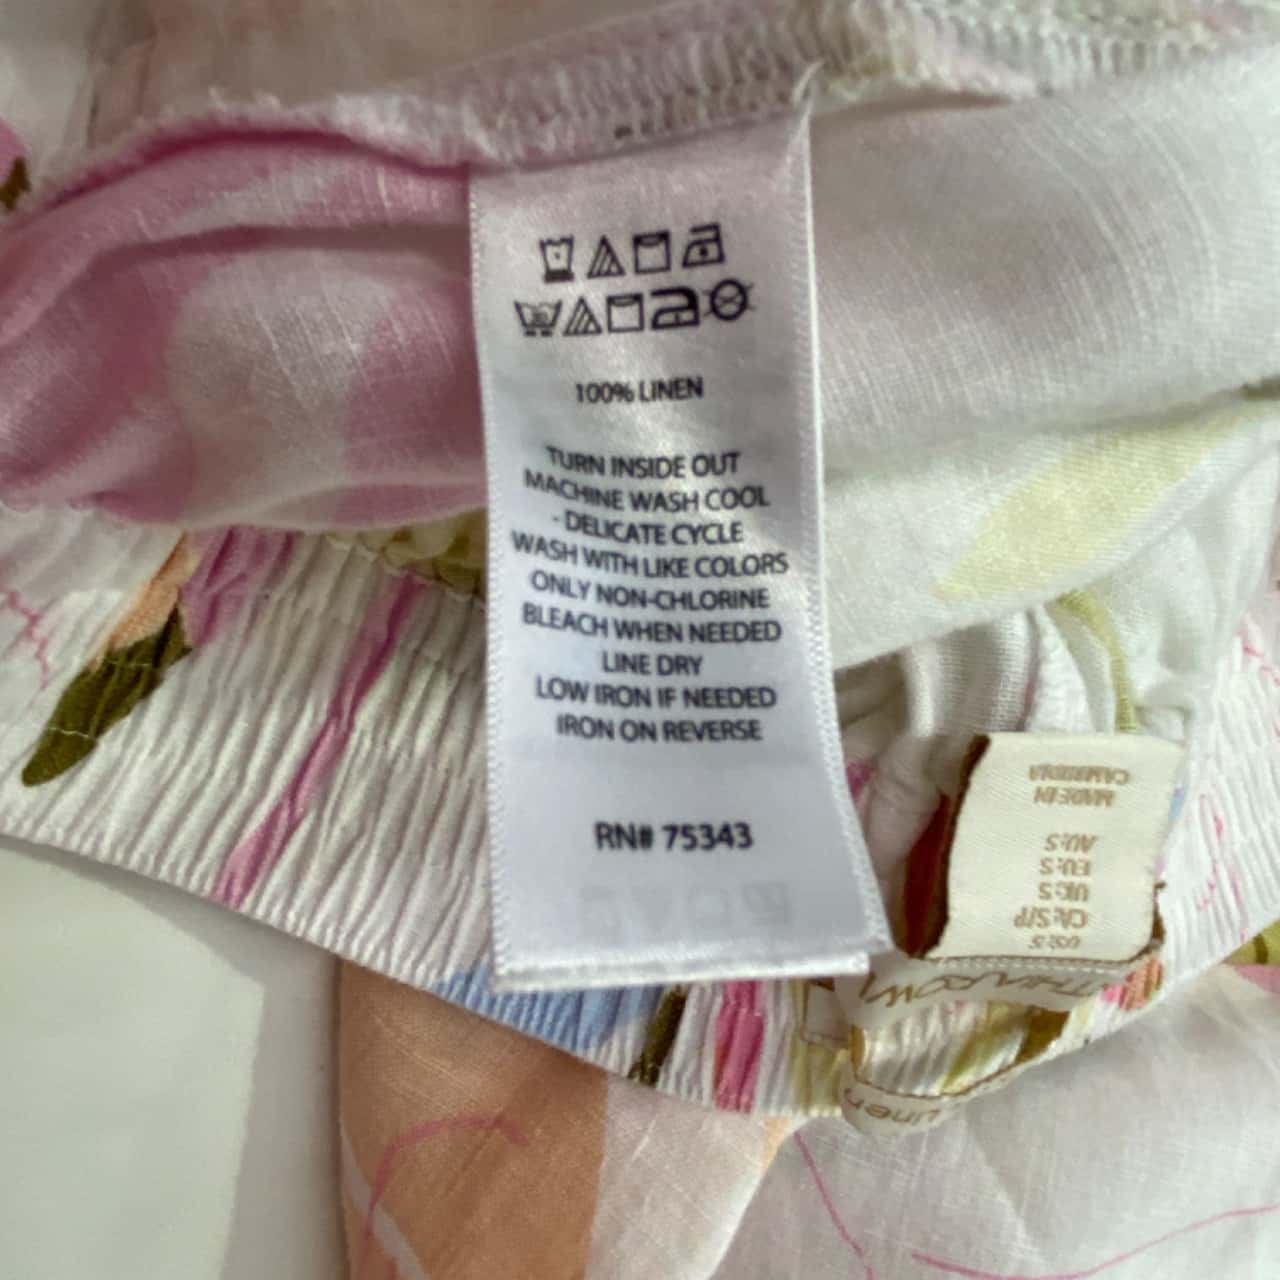 100% LINEN
TURN INSIDE OUT
MACHINE WASH COOL
- DELICATE CYCLE
WASH WITH LIKE COLORS
ONLY NON-CHLORINE
BLEACH WHEN NEEDED
LINE DRY
LOW IRON IF NEEDED
IRON ON REVERSE
RN# 75343
US: S
CA: S/P
UK: S
EU: S
AU: S
MADE IN
CAMBODIA
Linen